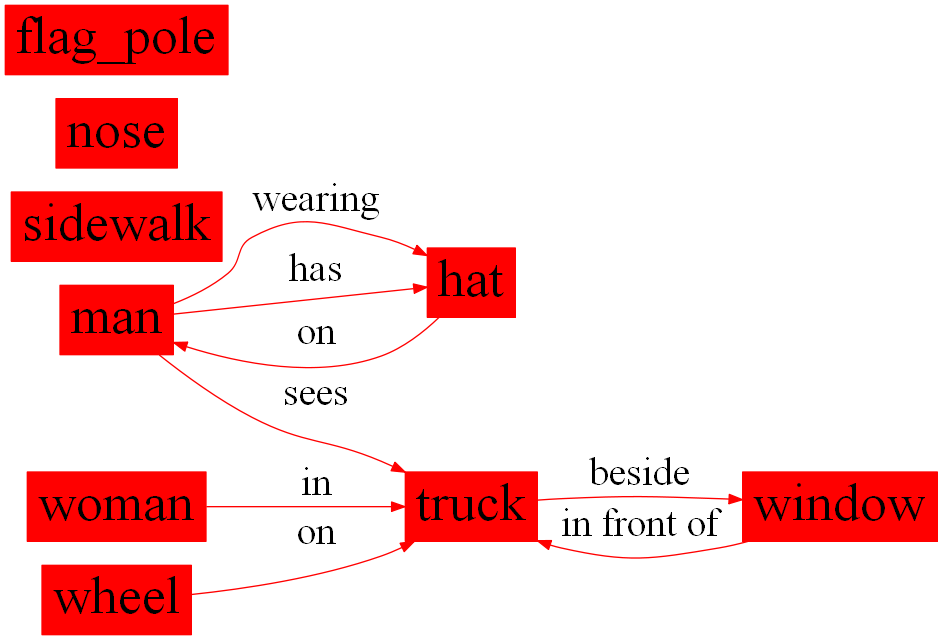 flag_pole
nose
sidewalk
wearing
has
hat
man
on
sees
woman
in
truck
beside
window
in front of
on
wheel